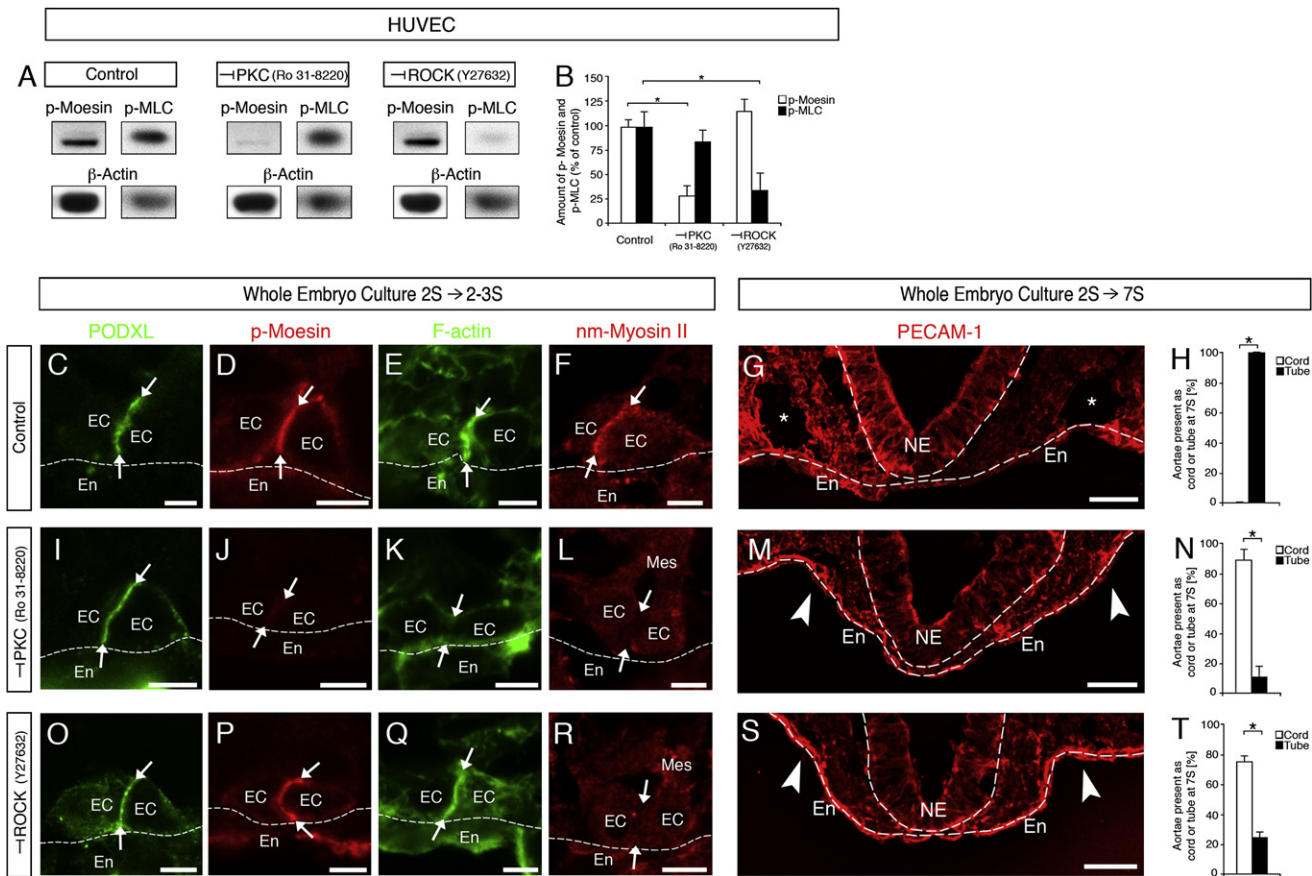 HUVEC
A
Control
⊣PKC (Ro 31-8220)
⊣ROCK (Y27632)
p-Moesin p-MLC
p-Moesin p-MLC
p-Moesin p-MLC
β-Actin
β-Actin
β-Actin
B
Amount of p- Moesin and
p-MLC (% of control)
150
125
100
75
50
25
0
*
*
p-Moesin
p-MLC
Control
⊣PKC
(Ro 31-8220)
⊣ROCK
(Y27632)
Whole Embryo Culture 2S → 2-3S
Whole Embryo Culture 2S → 7S
PODXL
p-Moesin
F-actin
nm-Myosin II
PECAM-1
Control
C
EC
EC
En
D
EC
EC
En
E
EC
EC
En
F
EC
EC
En
G
*
*
NE
En
En
H
Aortae present as
cord or tube at 7S [%]
100
80
60
40
20
0
*
Cord
Tube
⊣PKC (Ro 31-8220)
I
EC
EC
En
J
EC
EC
En
K
EC
EC
En
L
Mes
EC
EC
En
M
NE
En
En
N
Aortae present as
cord or tube at 7S [%]
100
80
60
40
20
0
*
Cord
Tube
⊣ROCK (Y27632)
O
EC
EC
En
P
EC
EC
En
Q
EC
EC
En
R
Mes
EC
EC
En
S
NE
En
En
T
Aortae present as
cord or tube at 7S [%]
100
80
60
40
20
0
*
Cord
Tube